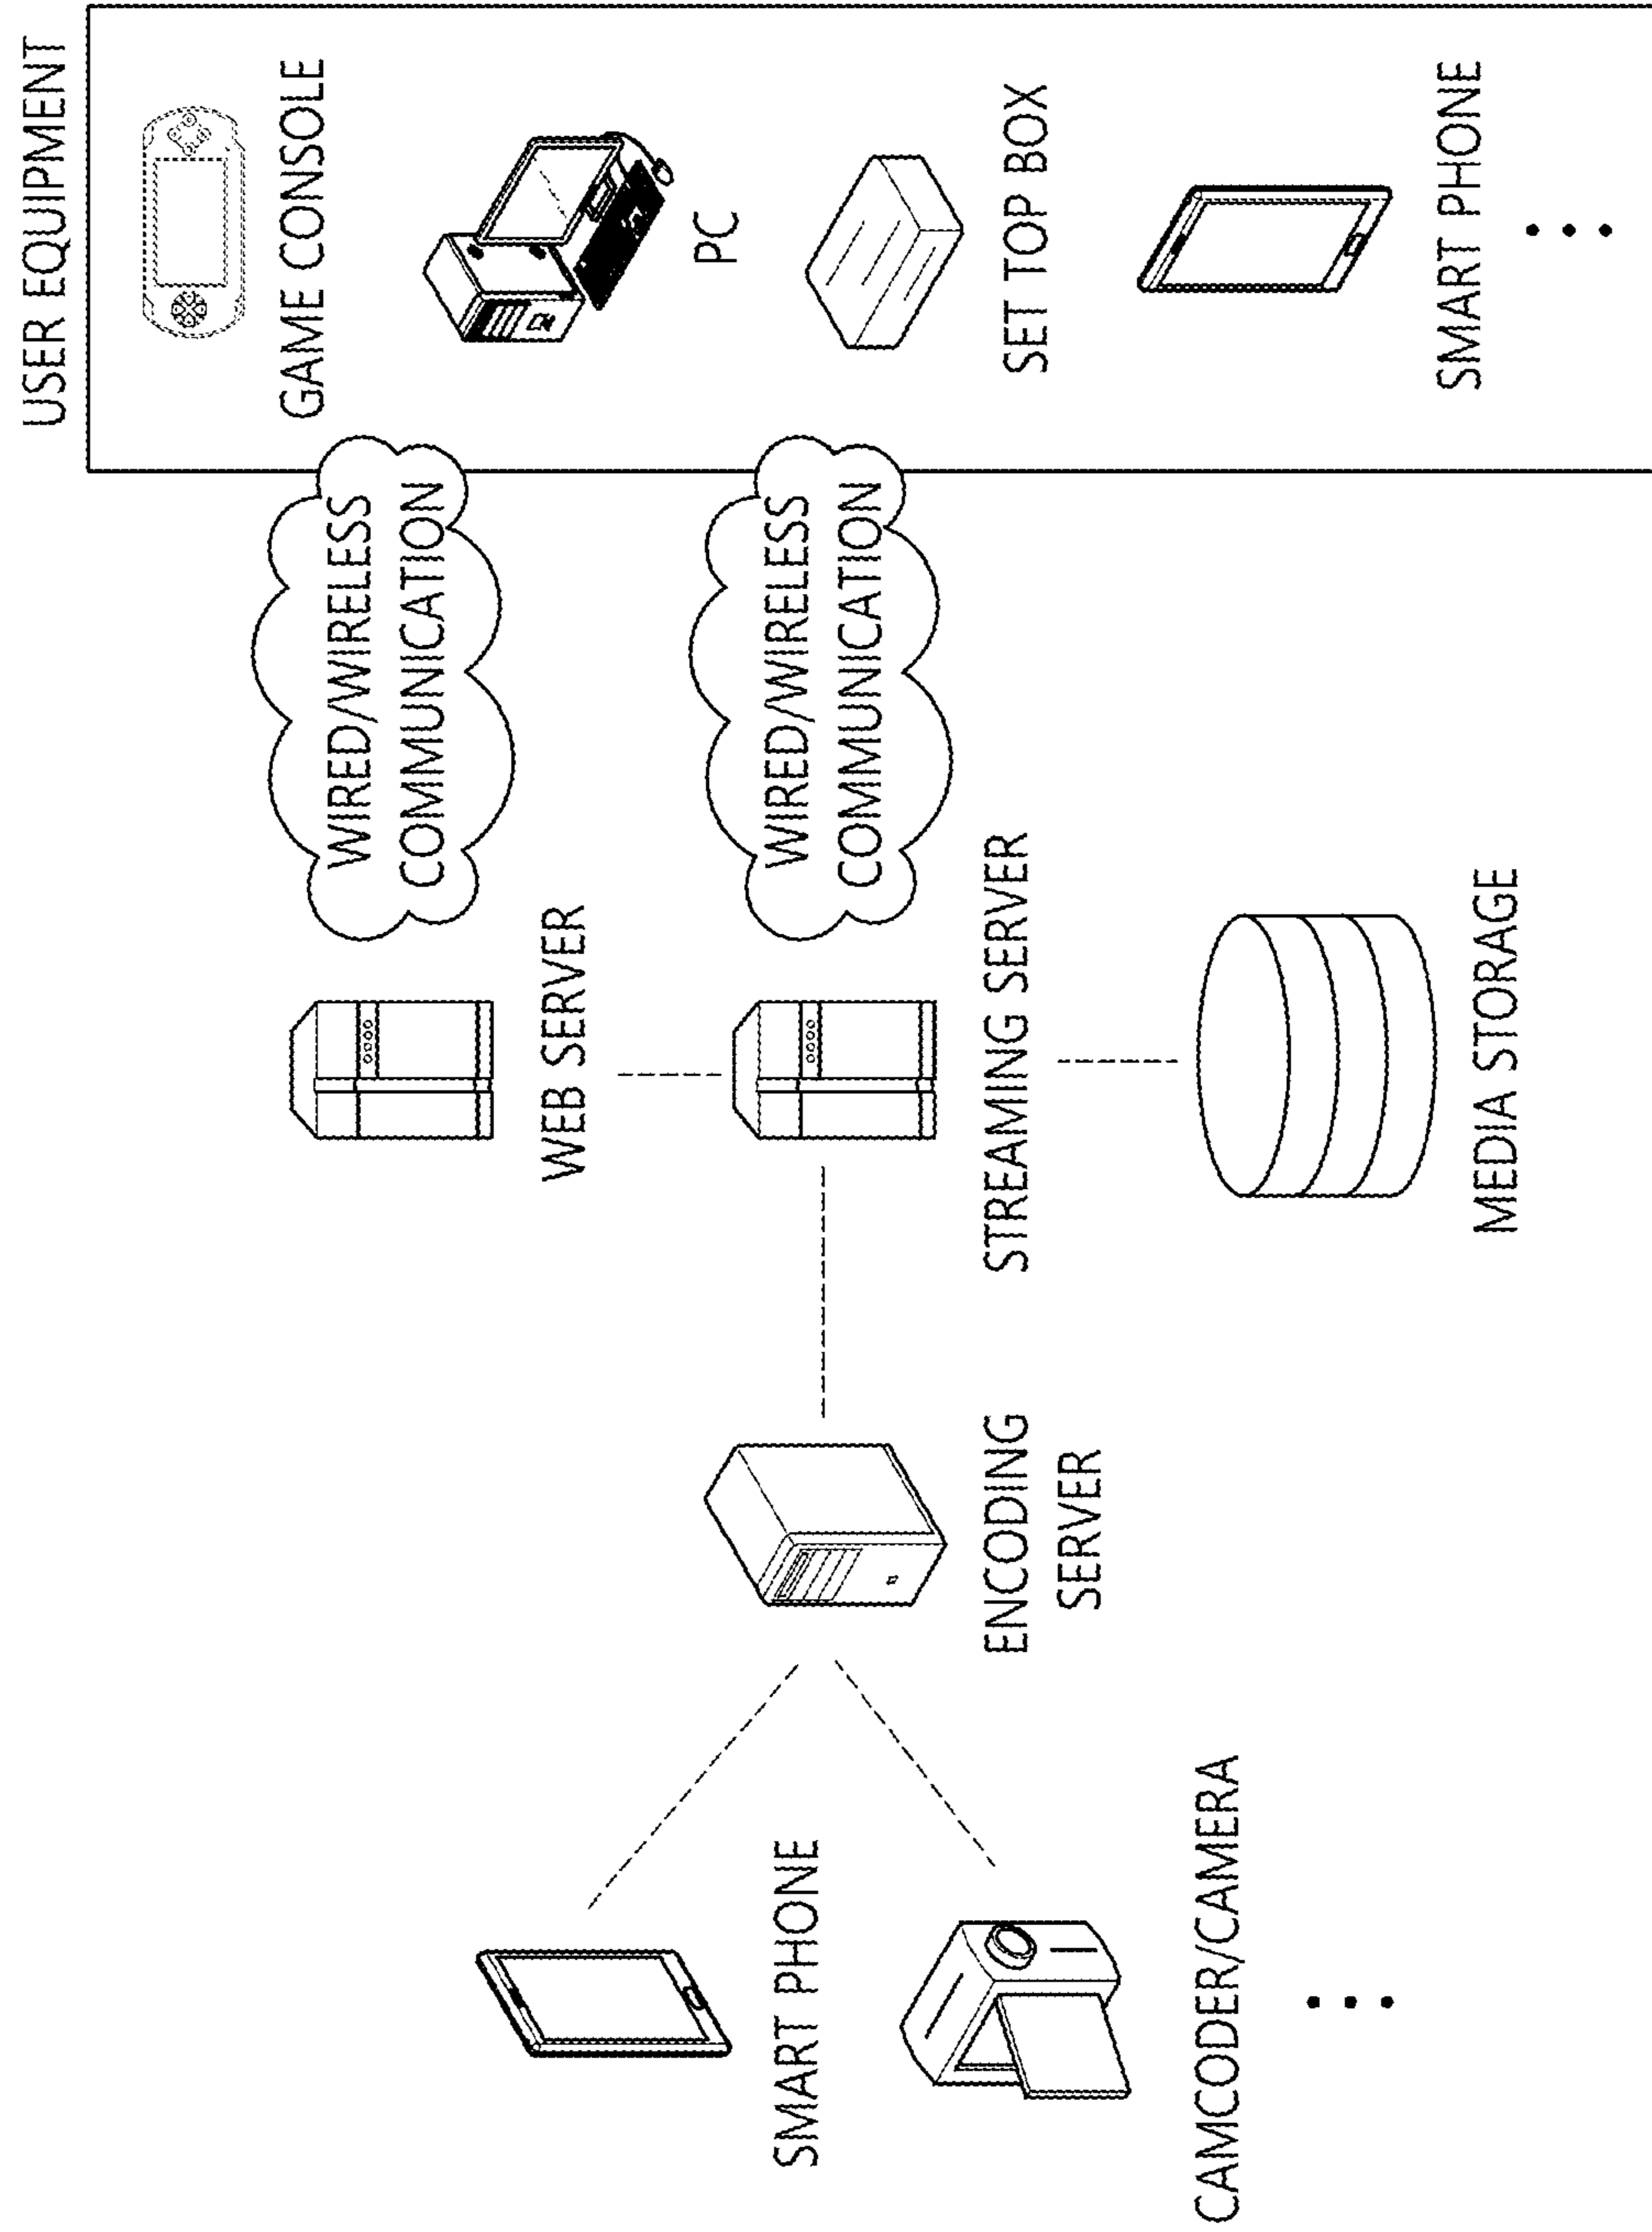 USER EQUIPMENT
GAME CONSOLE
PC
SET TOP BOX
SMART PHONE
WIRED/WIRELESS
COMMUNICATION
WIRED/WIRELESS
COMMUNICATION
WEB SERVER
STREAMING SERVER
MEDIA STORAGE
ENCODING
SERVER
SMART PHONE
CAMCODER/CAMERA